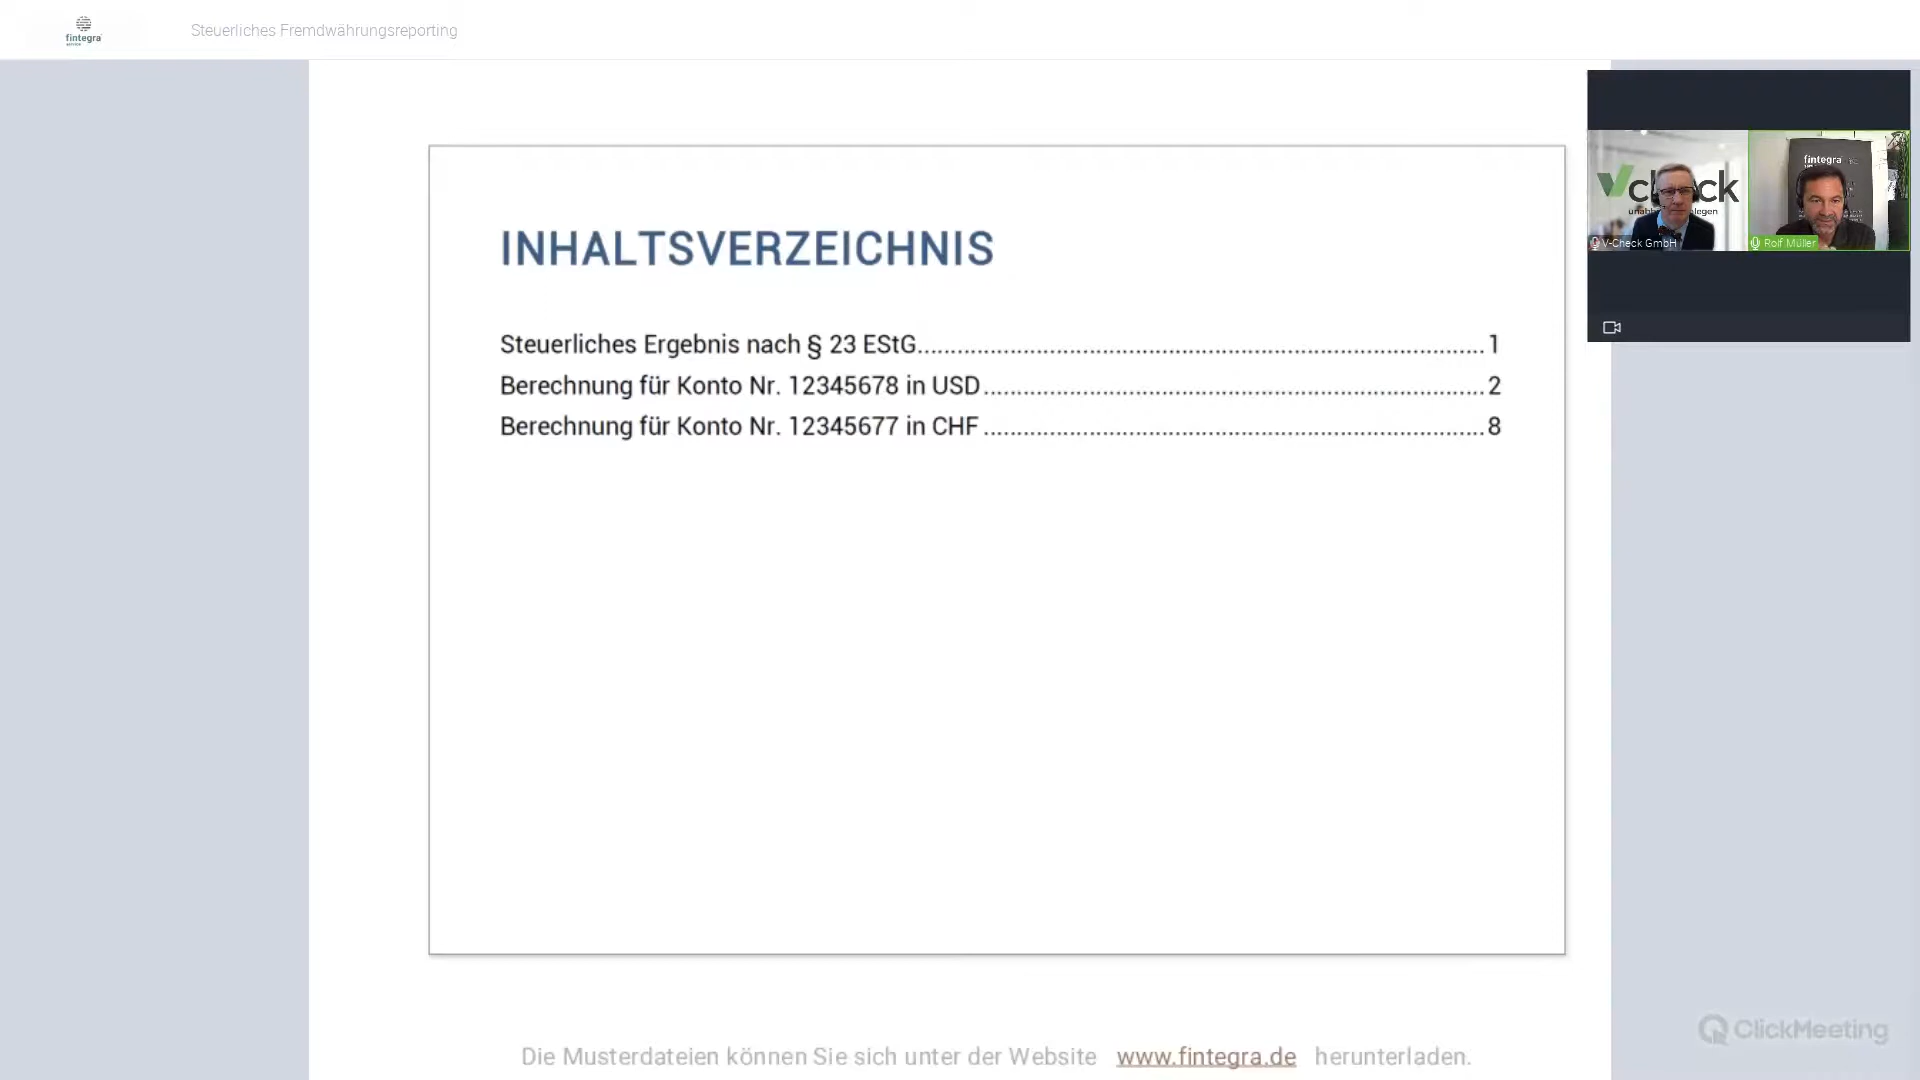 fintegra
service
Steuerliches Fremdwährungsreporting
INHALTSVERZEICHNIS
Steuerliches Ergebnis nach § 23 EStG........................................................................................1
Berechnung für Konto Nr. 12345678 in USD..............................................................................2
Berechnung für Konto Nr. 12345677 in CHF..............................................................................8
fintegra
V-Check GmbH
Rolf Müller
Die Musterdateien können Sie sich unter der Website www.fintegra.de herunterladen.
ClickMeeting